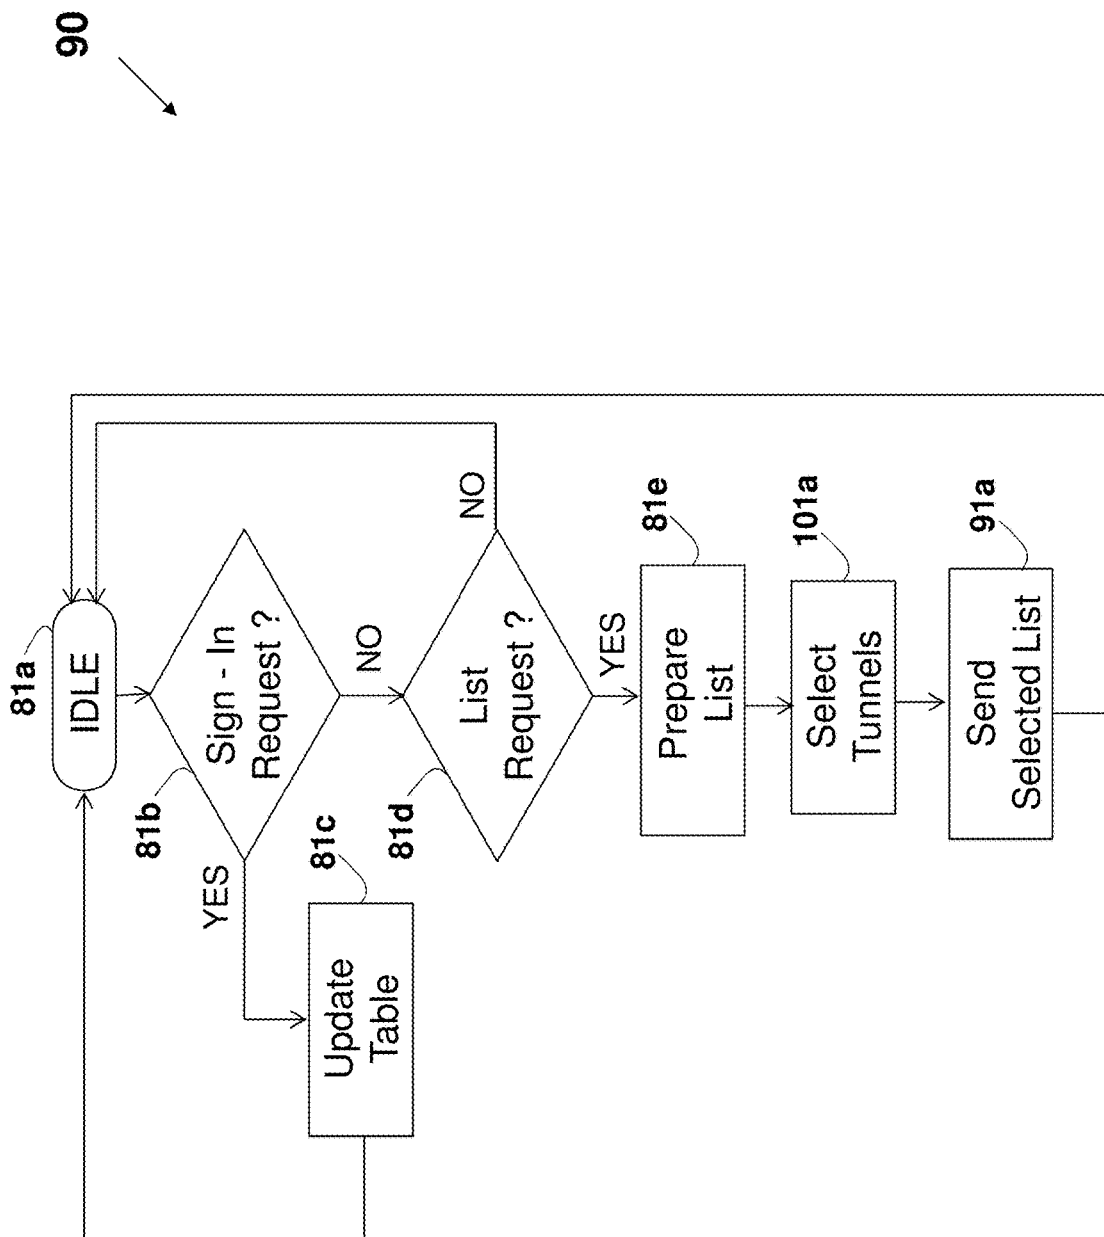 90
81a
IDLE
81b
Sign - In
Request ?
YES
NO
81c
Update
Table
81d
List
Request ?
NO
YES
81e
Prepare
List
101a
Select
Tunnels
91a
Send
Selected List